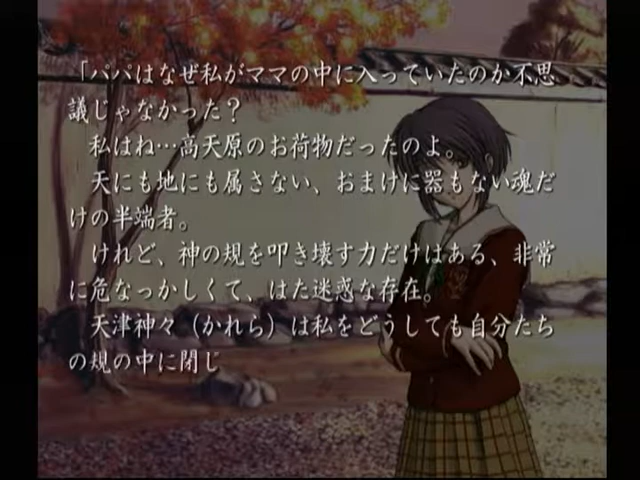 「パパはなぜ私がママの中に入っていたのか不思
議じゃなかった？
私はね…高天原のお荷物だったのよ。
天にも地にも属さない、おまけに器もない魂だ
けの半端者。
けれど、神の規を叩き壊す力だけはある、非常
に危なっかしくて、はた迷惑な存在。
天津神々（かれら）は私をどうしても自分たち
の規の中に閉じ